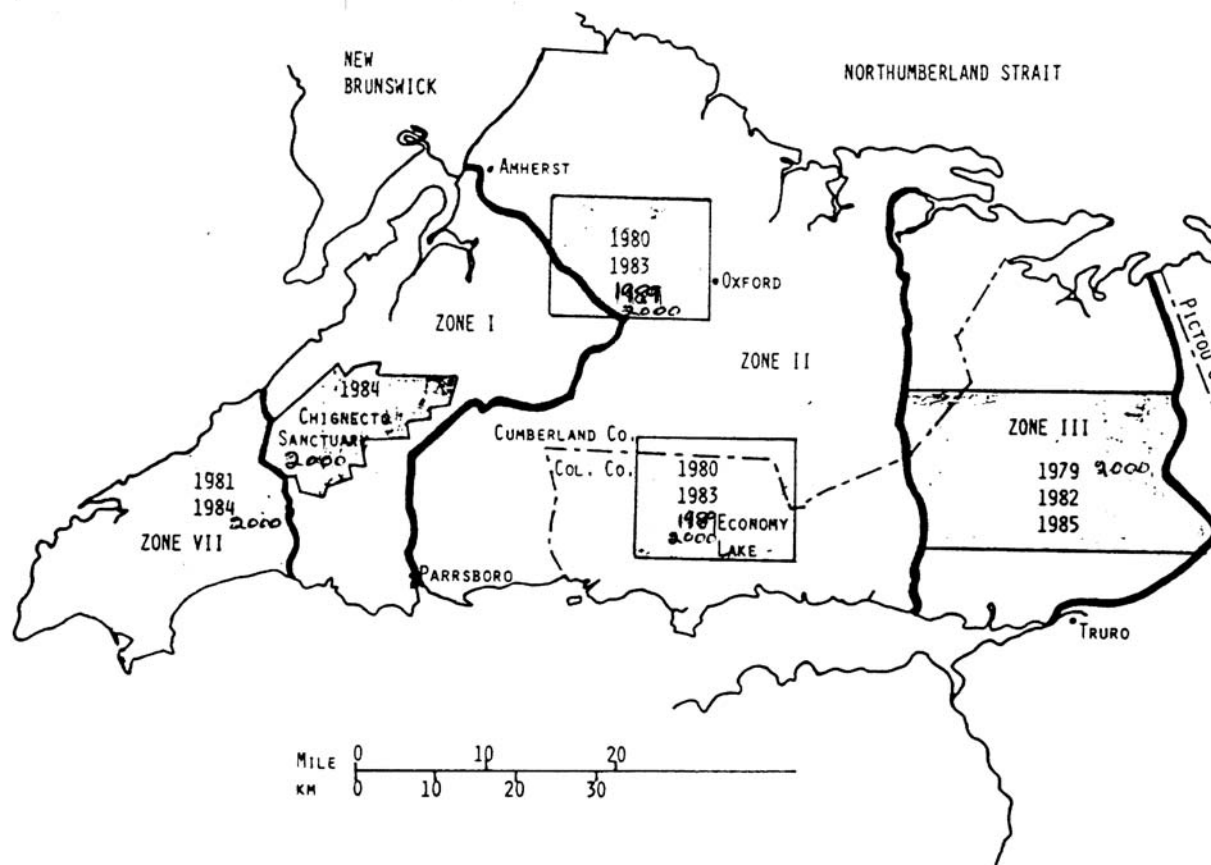 NEW
BRUNSWICK
NORTHUMBERLAND STRAIT
AMHERST
1980
1983
1989
2000
OXFORD
PICTOU
ZONE I
ZONE II
1984
CHIGNECTO
SANCTUARY
2000
CUMBERLAND CO.
COL. CO.
1980
1983
1989 ECONOMY
2000 LAKE
ZONE III
1979 2000
1982
1985
1981
1984
2000
ZONE VII
PARRSBORO
TRURO
MILE 0 10 20
KM 0 10 20 30